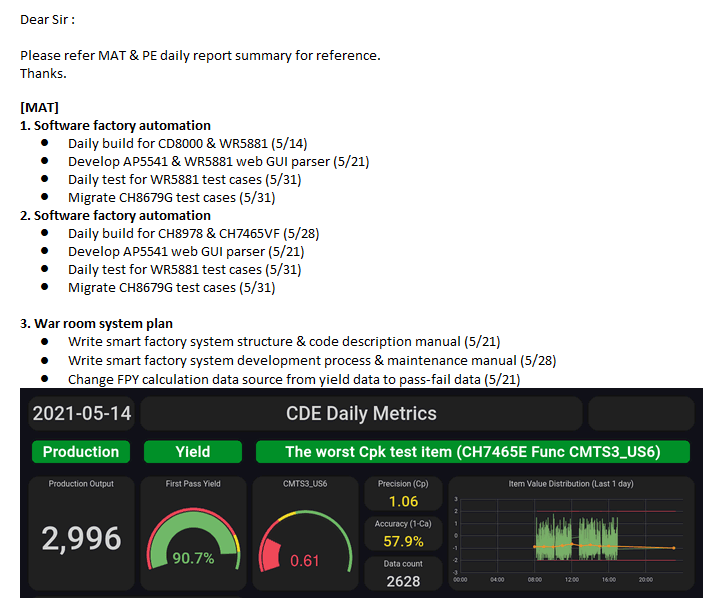 Dear Sir :
Please refer MAT & PE daily report summary for reference.
Thanks.
[MAT]
1. Software factory automation
● Daily build for CD8000 & WR5881 (5/14)
● Develop AP5541 & WR5881 web GUI parser (5/21)
● Daily test for WR5881 test cases (5/31)
● Migrate CH8679G test cases (5/31)
2. Software factory automation
● Daily build for CH8978 & CH7465VF (5/28)
● Develop AP5541 web GUI parser (5/21)
● Daily test for WR5881 test cases (5/31)
● Migrate CH8679G test cases (5/31)
3. War room system plan
● Write smart factory system structure & code description manual (5/21)
● Write smart factory system development process & maintenance manual (5/28)
● Change FPY calculation data source from yield data to pass-fail data (5/21)
2021-05-14 CDE Daily Metrics
Production Yield The worst Cpk test item (CH7465E Func CMTS3_US6)
Production Output
2,996
First Pass Yield
90.7%
CMTS3_US6
0.61
Precision (Cp)
1.06
Accuracy (1-Ca)
57.9%
Data count
2628
Item Value Distribution (Last 1 day)
3
2
1
0
-1
-2
-3
00:00 04:00 08:00 12:00 16:00 20:00